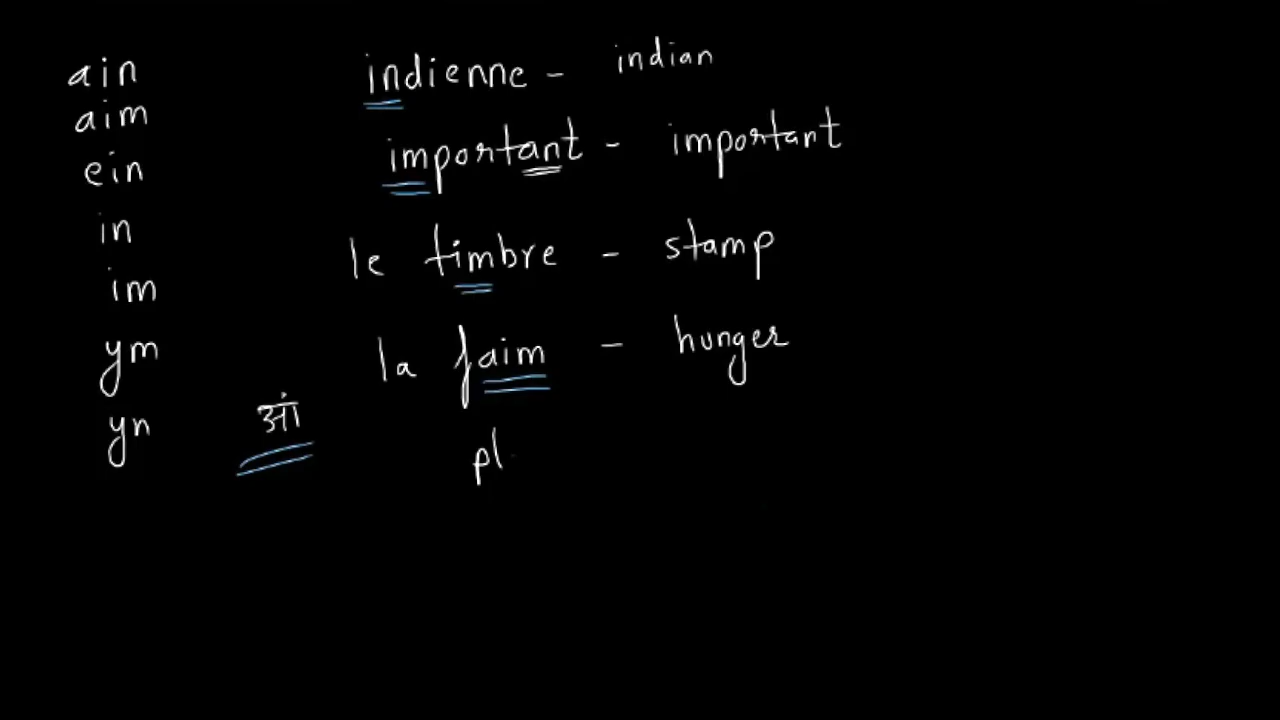 ain
aim
ein
in
im
ym
yn
आं
indienne - indian
important - important
le timbre - stamp
la faim - hunger
pl